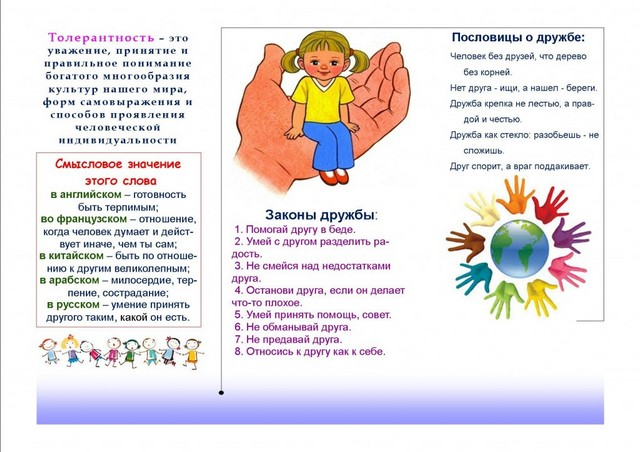 Толерантность – это
уважение, принятие и
правильное понимание
богатого многообразия
культур нашего мира,
форм самовыражения и
способов проявления
человеческой
индивидуальности
Смысловое значение
этого слова
в английском – готовность
быть терпимым;
во французском – отношение,
когда человек думает и дейст-
вует иначе, чем ты сам;
в китайском – быть по отноше-
нию к другим великолепным;
в арабском – милосердие, тер-
пение, сострадание;
в русском – умение принять
другого таким, какой он есть.
Законы дружбы:
1. Помогай другу в беде.
2. Умей с другом разделить ра-
дость.
3. Не смейся над недостатками
друга.
4. Останови друга, если он делает
что-то плохое.
5. Умей принять помощь, совет.
6. Не обманывай друга.
7. Не предавай друга.
8. Относись к другу как к себе.
Пословицы о дружбе:
Человек без друзей, что дерево
без корней.
Нет друга - ищи, а нашел - береги.
Дружба крепка не лестью, а прав-
дой и честью.
Дружба как стекло: разобьешь - не
сложишь.
Друг спорит, а враг поддакивает.